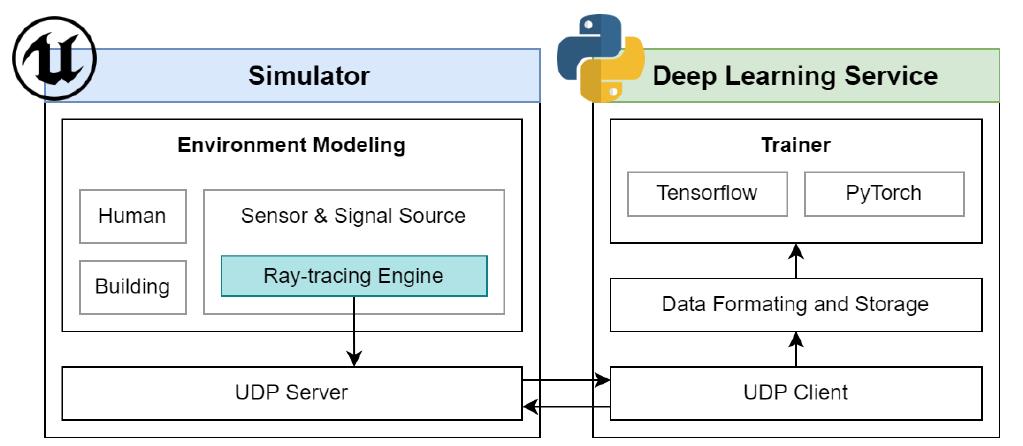 Simulator
Environment Modeling
Human
Building
Sensor & Signal Source
Ray-tracing Engine
UDP Server
Deep Learning Service
Trainer
Tensorflow
PyTorch
Data Formating and Storage
UDP Client